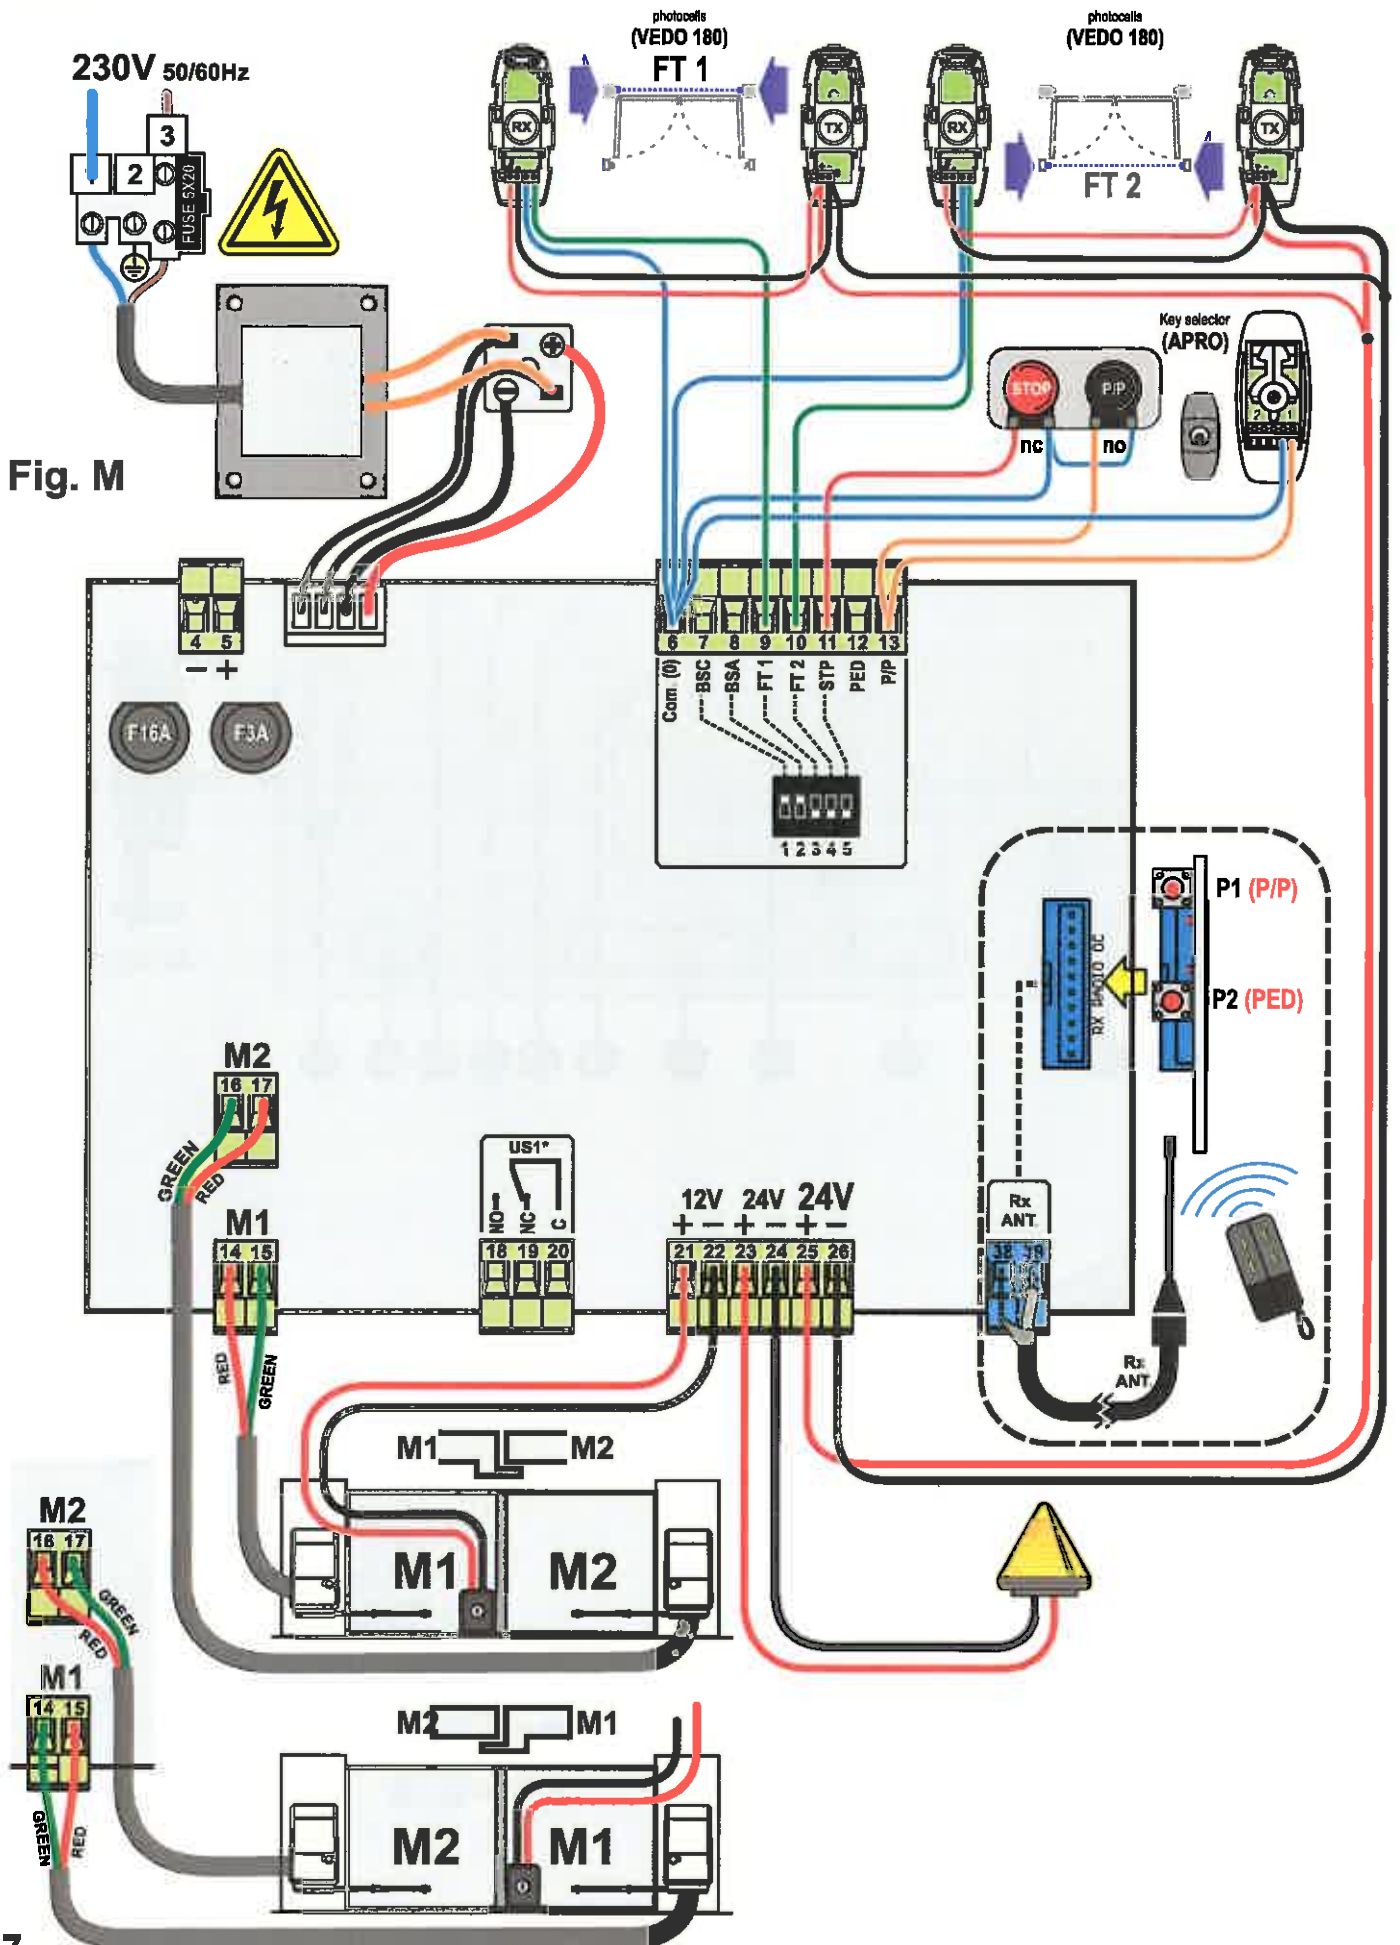 photocells
(VEDO 180)
FT 1
photocells
(VEDO 180)
FT 2
230V 50/60Hz
3
2
FUSE 5X20
RX
TX
RX
TX
Key selector
(APRO)
2 1
STOP
P/P
nc
no
Fig. M
4 5
− +
6 7 8 9 10 11 12 13
Com (0)
BSC
BSA
FT 1
FT 2
STP
PED
P/P
F16A
F3A
1 2 3 4 5
P1 (P/P)
P2 (PED)
RX RADIO OC
M2
16 17
GREEN
RED
M1
14 15
RED
GREEN
US1*
NO
NC
C
18 19 20
12V 24V 24V
+ − + − + −
21 22 23 24 25 26
Rx
ANT.
38 39
Rx
ANT.
M1
M2
M1
M2
M2
16 17
GREEN
RED
M1
14 15
GREEN
RED
M2
M1
M2
M1
7